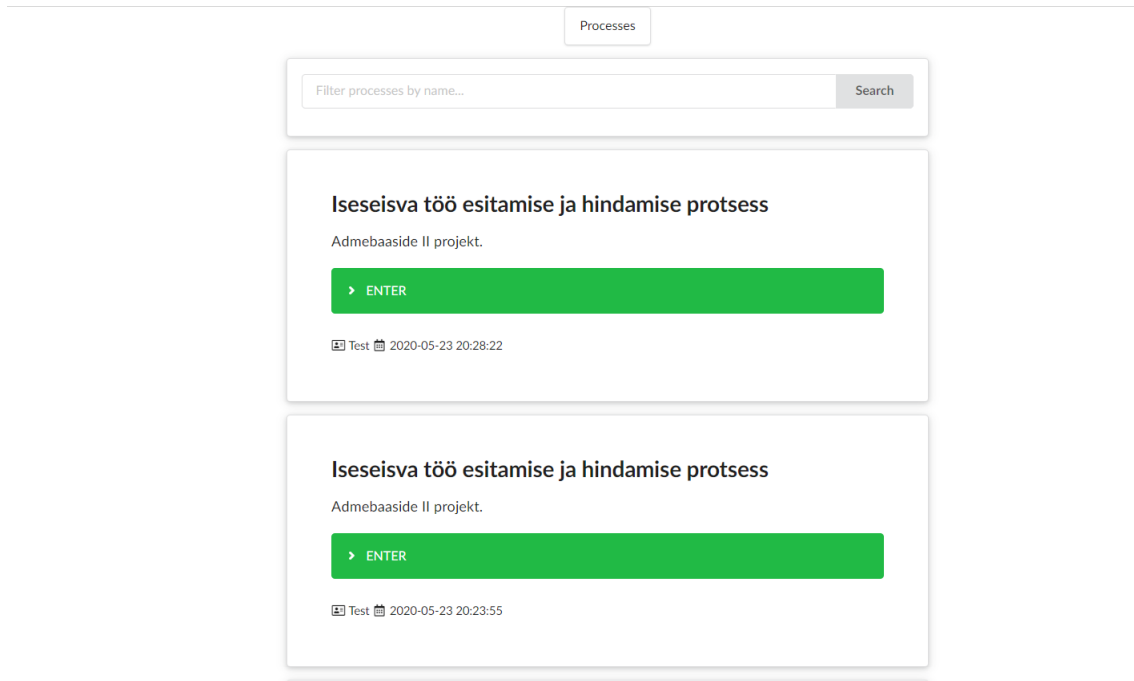 Processes
Filter processes by name...
Search
Iseseisva töö esitamise ja hindamise protsess
Admebaaside II projekt.
ENTER
Test 2020-05-23 20:28:22
Iseseisva töö esitamise ja hindamise protsess
Admebaaside II projekt.
ENTER
Test 2020-05-23 20:23:55